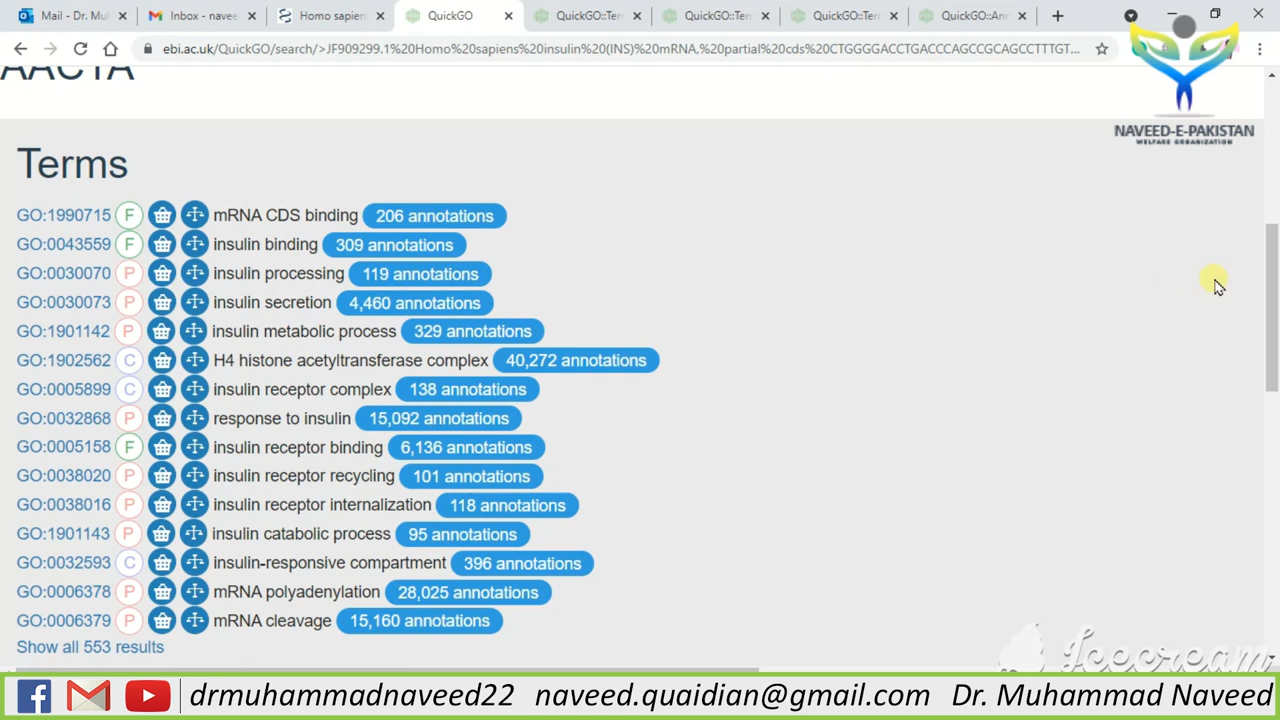 Mail - Dr. Mul
Inbox - navee
Homo sapien
QuickGO
QuickGO::Ter
QuickGO::Ter
QuickGO::Ter
QuickGO::Ann
ebi.ac.uk/QuickGO/search/>JF909299.1%20Homo%20sapiens%20insulin%20(INS)%20mRNA,%20partial%20cds%20CTGGGGACCTGACCCAGCCGCAGCCTTTGT...
AACTA
NAVEED-E-PAKISTAN
WELFARE ORGANIZATION
Terms
GO:1990715 F mRNA CDS binding 206 annotations
GO:0043559 F insulin binding 309 annotations
GO:0030070 P insulin processing 119 annotations
GO:0030073 P insulin secretion 4,460 annotations
GO:1901142 P insulin metabolic process 329 annotations
GO:1902562 C H4 histone acetyltransferase complex 40,272 annotations
GO:0005899 C insulin receptor complex 138 annotations
GO:0032868 P response to insulin 15,092 annotations
GO:0005158 F insulin receptor binding 6,136 annotations
GO:0038020 P insulin receptor recycling 101 annotations
GO:0038016 P insulin receptor internalization 118 annotations
GO:1901143 P insulin catabolic process 95 annotations
GO:0032593 C insulin-responsive compartment 396 annotations
GO:0006378 P mRNA polyadenylation 28,025 annotations
GO:0006379 P mRNA cleavage 15,160 annotations
Show all 553 results
Icecream
drmuhammadnaveed22 naveed.quaidian@gmail.com Dr. Muhammad Naveed